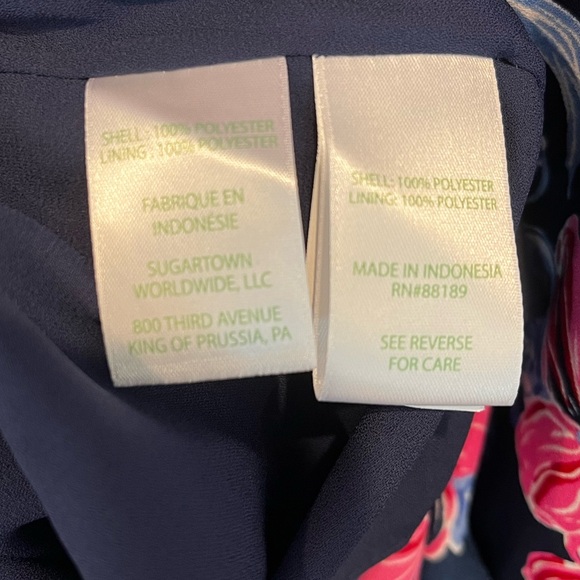 SHELL: 100% POLYESTER
LINING: 100% POLYESTER
FABRIQUE EN
INDONÉSIE
SUGARTOWN
WORLDWIDE, LLC
800 THIRD AVENUE
KING OF PRUSSIA, PA
SHELL: 100% POLYESTER
LINING: 100% POLYESTER
MADE IN INDONESIA
RN#88189
SEE REVERSE
FOR CARE